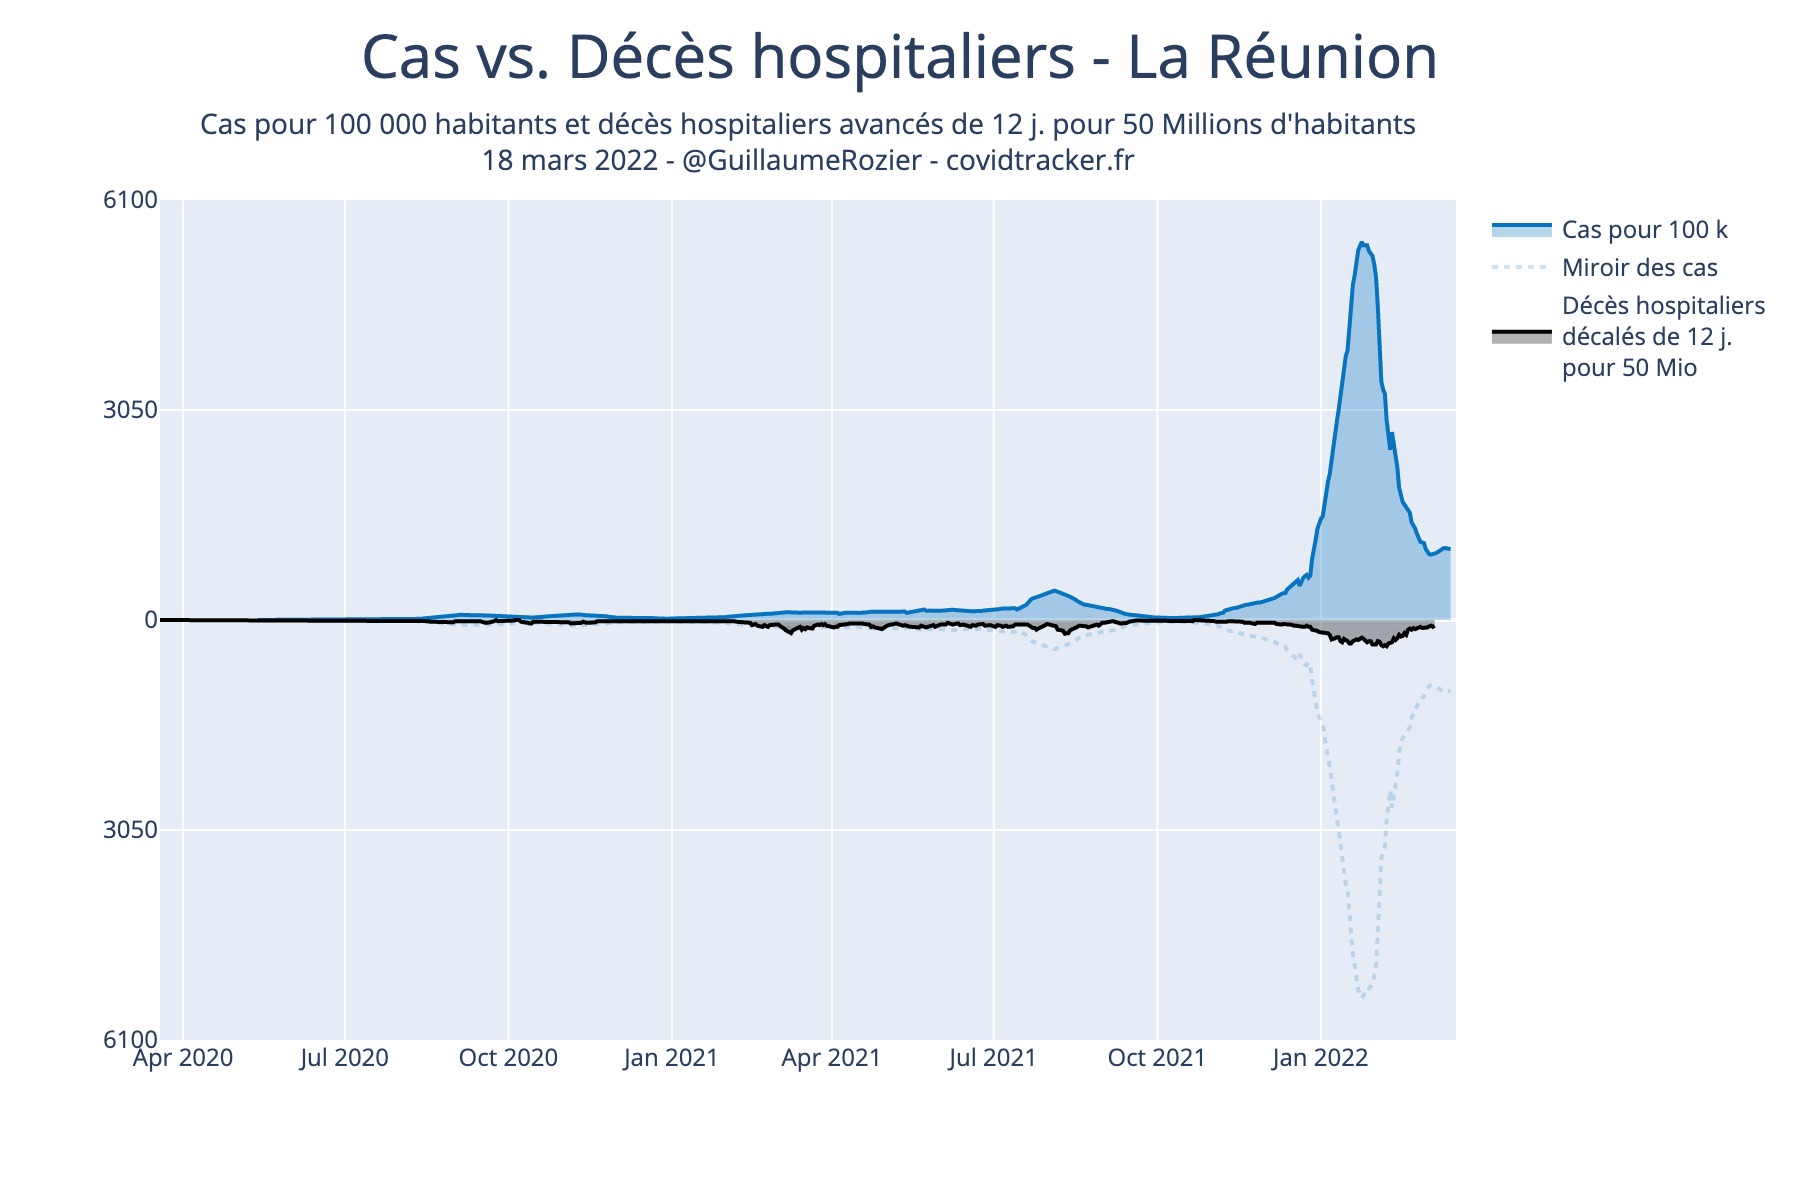 Cas vs. Décès hospitaliers - La Réunion
Cas pour 100 000 habitants et décès hospitaliers avancés de 12 j. pour 50 Millions d'habitants
18 mars 2022 - @GuillaumeRozier - covidtracker.fr
6100
3050
0
3050
6100
Apr 2020
Jul 2020
Oct 2020
Jan 2021
Apr 2021
Jul 2021
Oct 2021
Jan 2022
Cas pour 100 k
Miroir des cas
Décès hospitaliers
décalés de 12 j.
pour 50 Mio